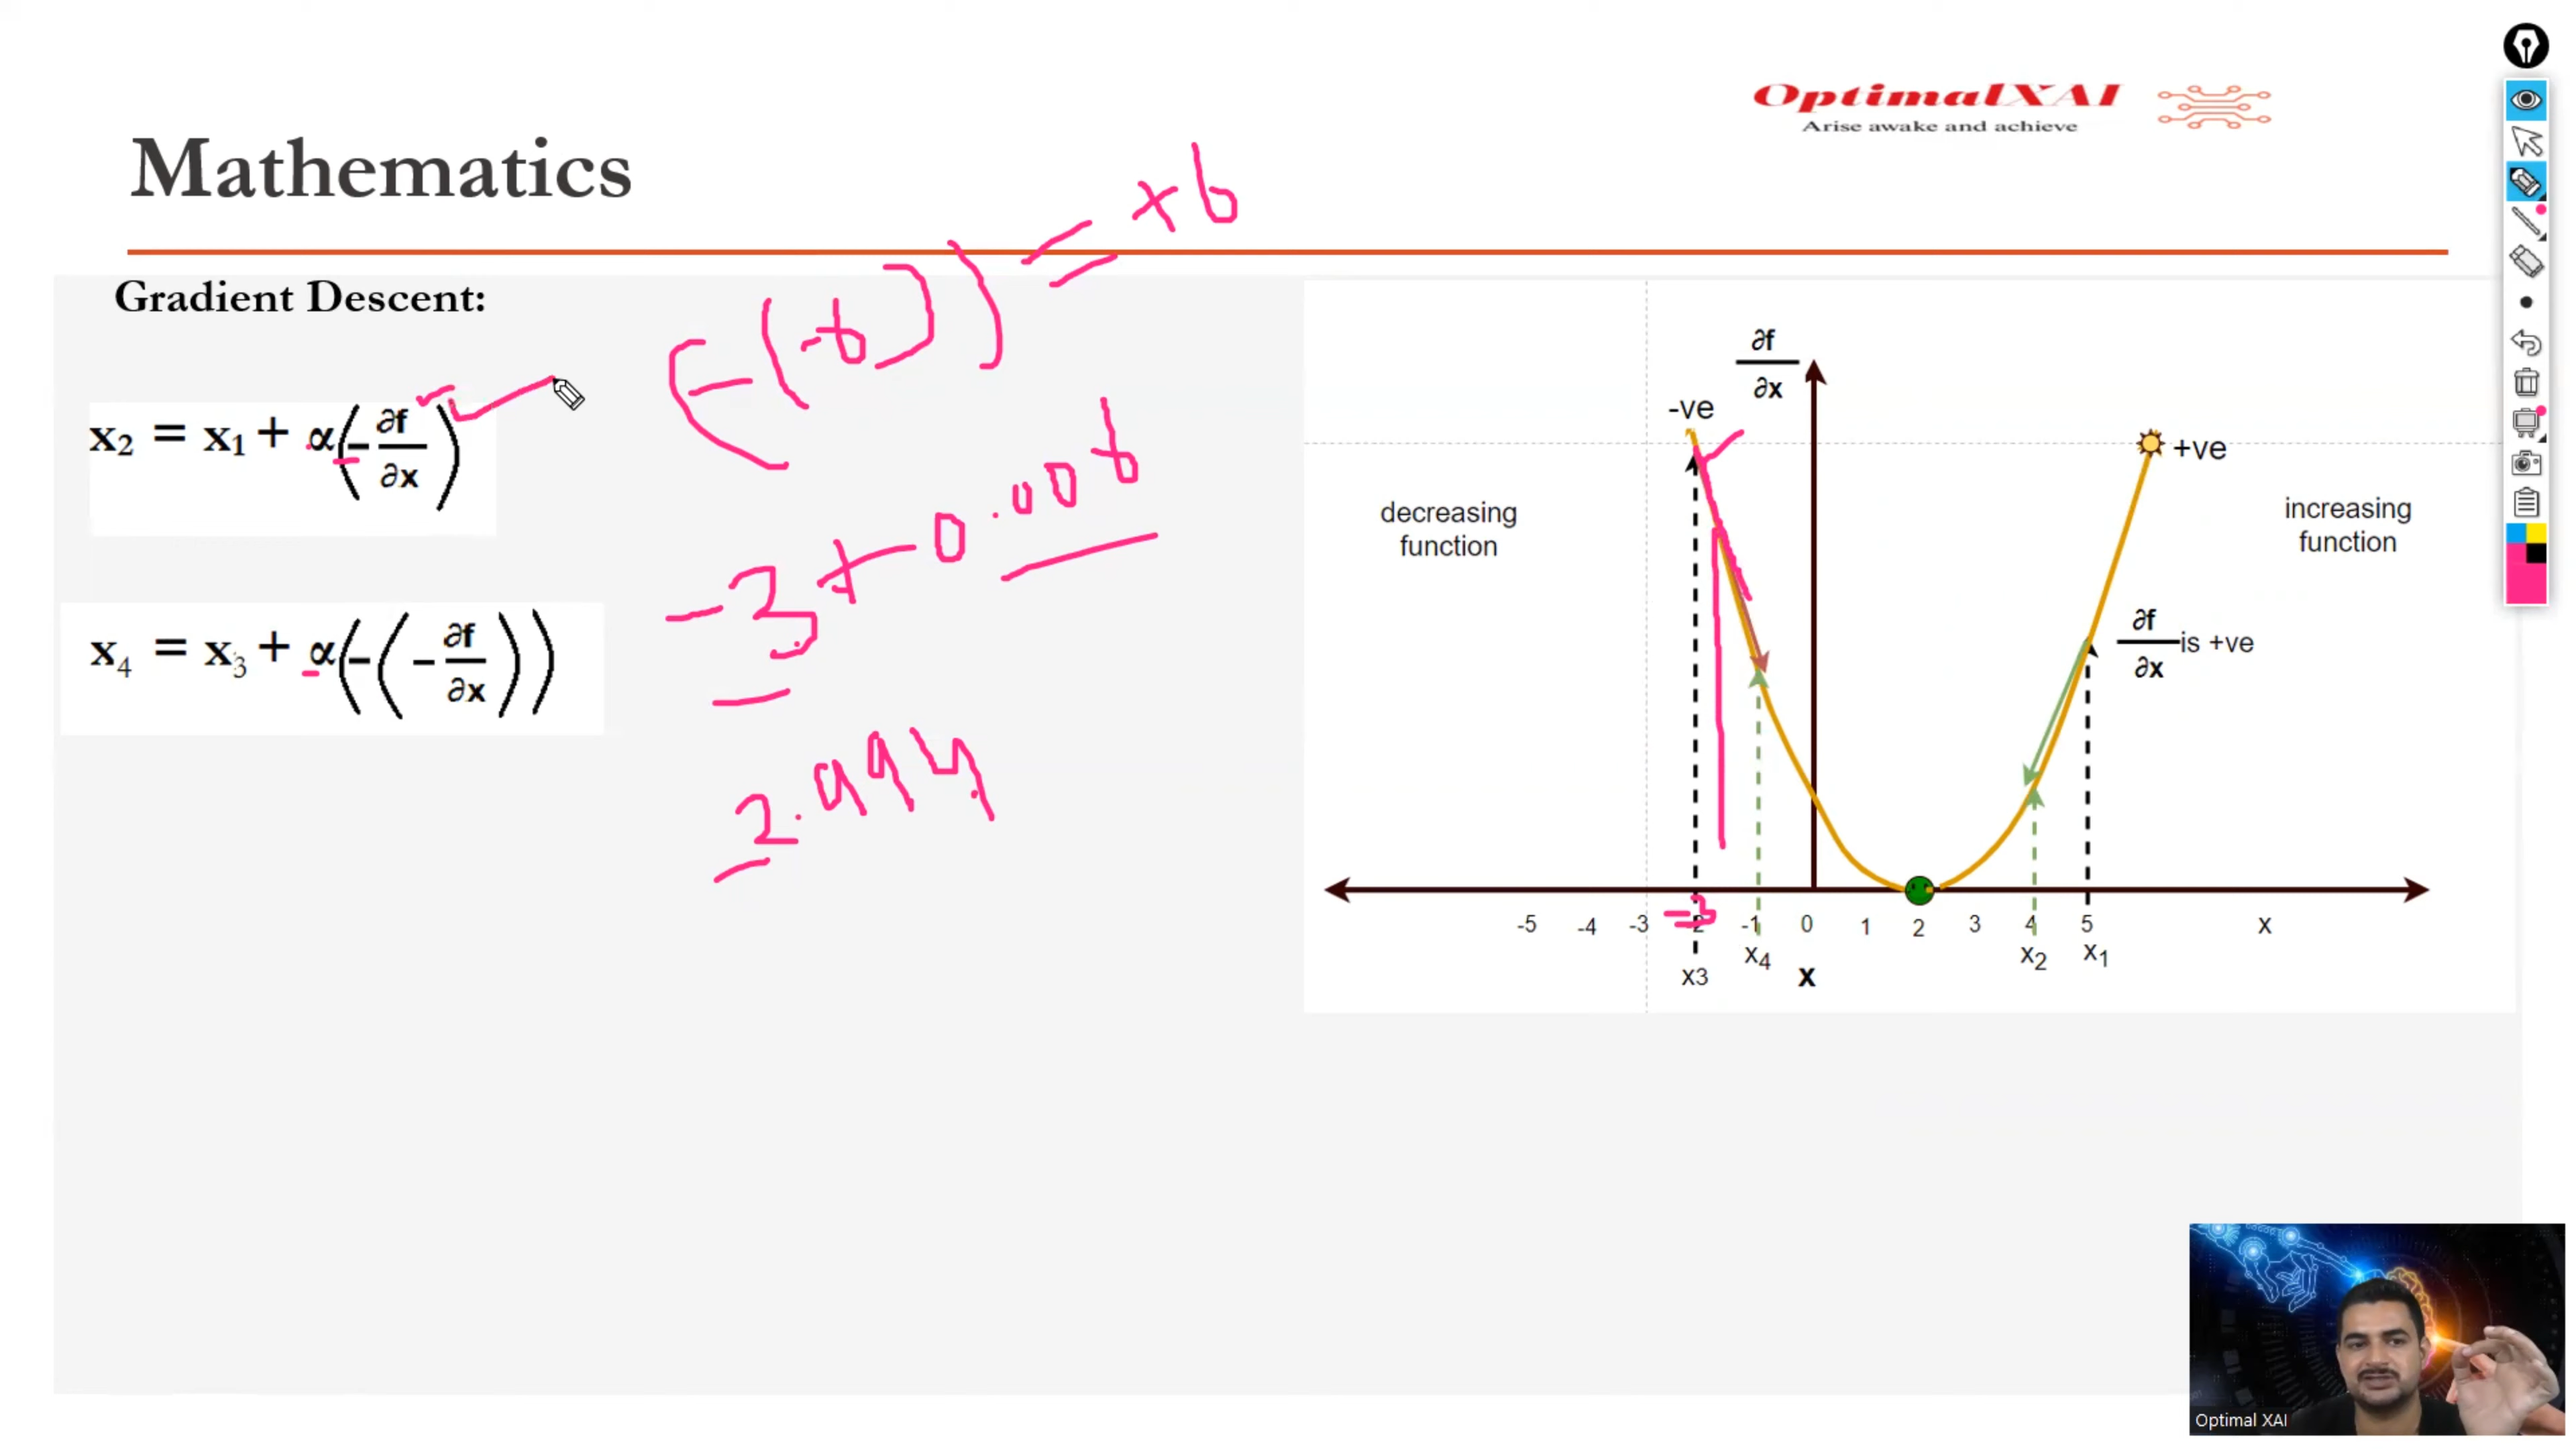 OptimalXAI
Arise awake and achieve
Mathematics
Gradient Descent:
x₂ = x₁ + α(-∂f/∂x)
x₄ = x₃ + α(-(-∂f/∂x))
(-(-6)) = +6
-3 + 0.006
-2.994
∂f/∂x
-ve
+ve
decreasing
function
increasing
function
∂f/∂x is +ve
-3
-5 -4 -3 -2 -1 0 1 2 3 4 5 x
x3 x₄ x x₂ x₁
Optimal XAI